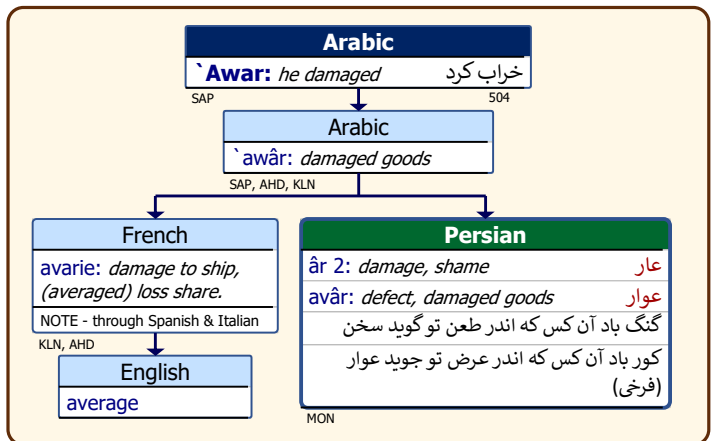 Arabic
`Awar: he damaged خراب کرد
SAP 504
Arabic
`awâr: damaged goods
SAP, AHD, KLN
French
avarie: damage to ship,
(averaged) loss share.
NOTE - through Spanish & Italian
KLN, AHD
English
average
Persian
âr 2: damage, shame عار
avâr: defect, damaged goods عوار
گنگ باد آن کس که اندر طعن تو گوید سخن
کور باد آن کس که اندر عرض تو جوید عوار
(فرخی)
MON